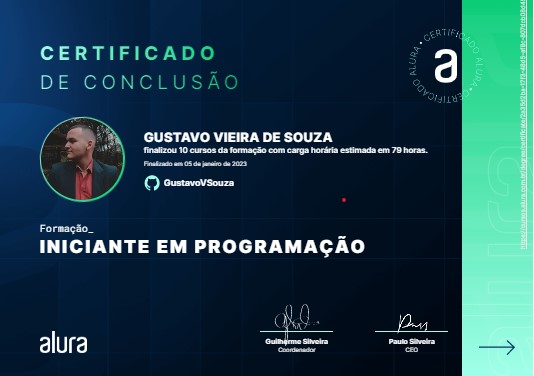 CERTIFICADO
DE CONCLUSÃO
CERTIFICADO ALURA • CERTIFICADO ALURA •
a
GUSTAVO VIEIRA DE SOUZA
finalizou 10 cursos da formação com carga horária estimada em 79 horas.
Finalizado em 05 de janeiro de 2023
GustavoVSouza
Formação_
INICIANTE EM PROGRAMAÇÃO
Guilherme Silveira
Coordenador
Paulo Silveira
CEO
alura